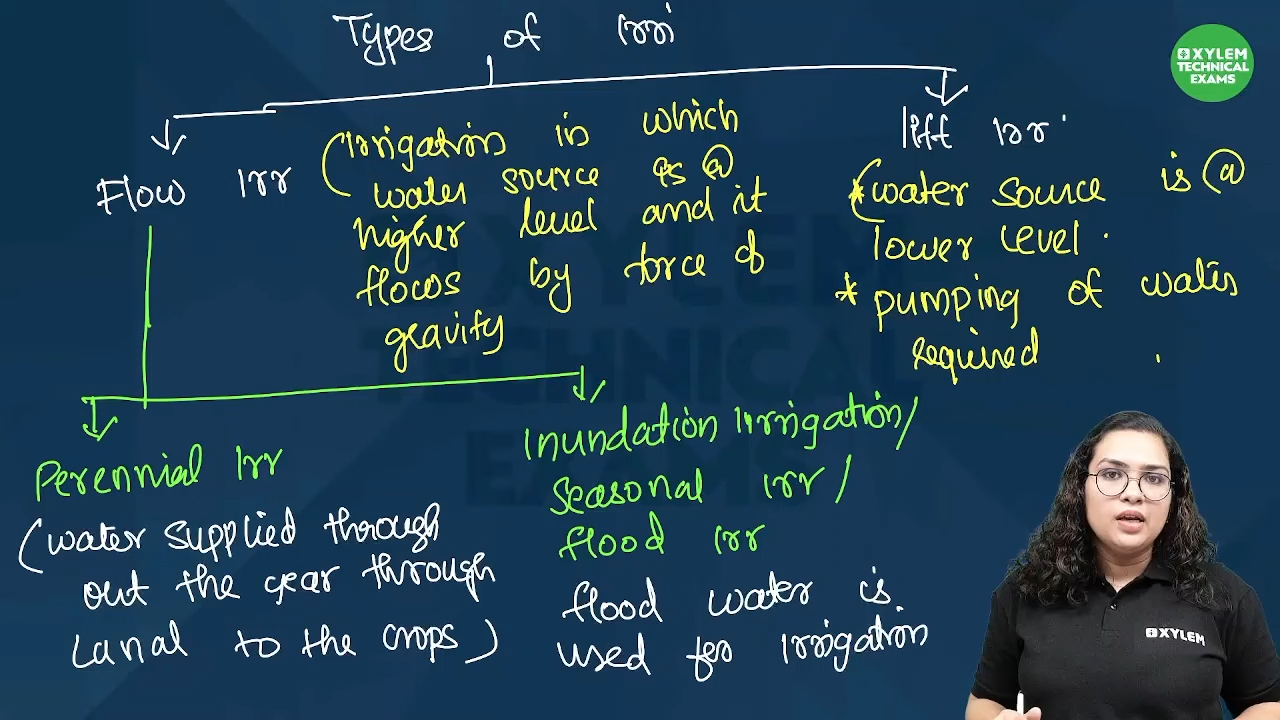 Types of Irri
XYLEM
TECHNICAL
EXAMS
Flow Irr
(Irrigation in which
water source is @
higher level and it
flows by force of
gravity
lift Irr.
*(water source is @
lower level.
* pumping of water
required
Perennial Irr
(water supplied through
out the year through
canal to the crops)
Inundation Irrigation/
Seasonal Irr/
flood Irr
flood water is
used for Irrigation
XYLEM
TECHNICAL
EXAMS
XYLEM